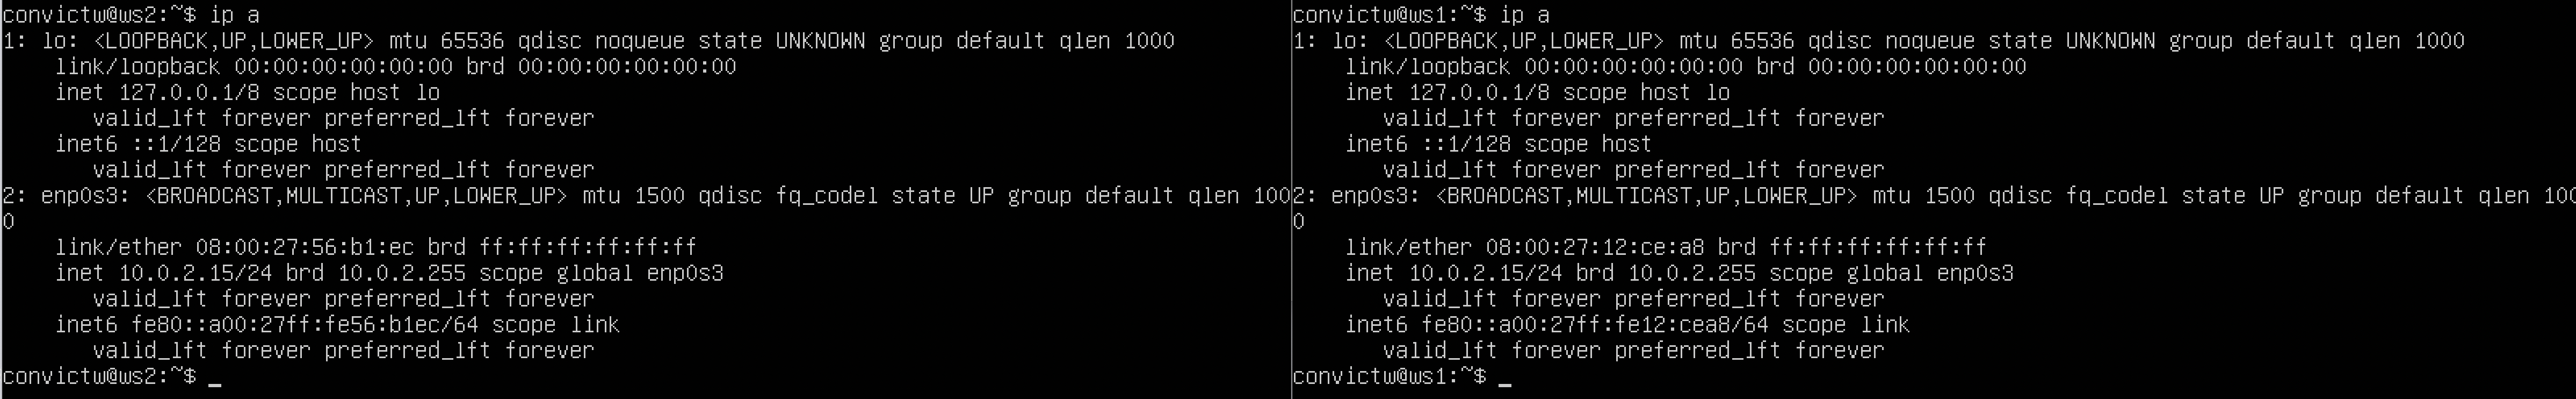 convictw@ws2:~$ ip a
1: lo: <LOOPBACK,UP,LOWER_UP> mtu 65536 qdisc noqueue state UNKNOWN group default qlen 1000
    link/loopback 00:00:00:00:00:00 brd 00:00:00:00:00:00
    inet 127.0.0.1/8 scope host lo
       valid_lft forever preferred_lft forever
    inet6 ::1/128 scope host
       valid_lft forever preferred_lft forever
2: enp0s3: <BROADCAST,MULTICAST,UP,LOWER_UP> mtu 1500 qdisc fq_codel state UP group default qlen 100
0
    link/ether 08:00:27:56:b1:ec brd ff:ff:ff:ff:ff:ff
    inet 10.0.2.15/24 brd 10.0.2.255 scope global enp0s3
       valid_lft forever preferred_lft forever
    inet6 fe80::a00:27ff:fe56:b1ec/64 scope link
       valid_lft forever preferred_lft forever
convictw@ws2:~$ _
convictw@ws1:~$ ip a
1: lo: <LOOPBACK,UP,LOWER_UP> mtu 65536 qdisc noqueue state UNKNOWN group default qlen 1000
    link/loopback 00:00:00:00:00:00 brd 00:00:00:00:00:00
    inet 127.0.0.1/8 scope host lo
       valid_lft forever preferred_lft forever
    inet6 ::1/128 scope host
       valid_lft forever preferred_lft forever
2: enp0s3: <BROADCAST,MULTICAST,UP,LOWER_UP> mtu 1500 qdisc fq_codel state UP group default qlen 100
0
    link/ether 08:00:27:12:ce:a8 brd ff:ff:ff:ff:ff:ff
    inet 10.0.2.15/24 brd 10.0.2.255 scope global enp0s3
       valid_lft forever preferred_lft forever
    inet6 fe80::a00:27ff:fe12:cea8/64 scope link
       valid_lft forever preferred_lft forever
convictw@ws1:~$ _